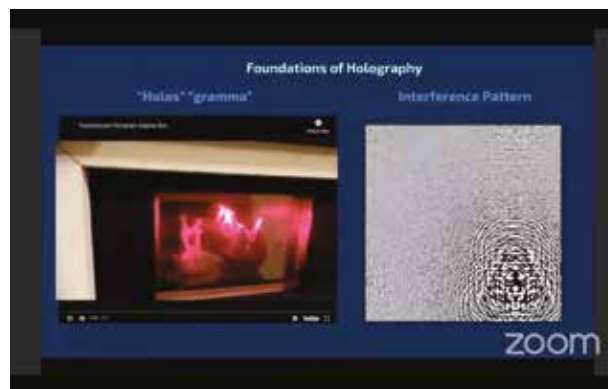 Foundations of Holography
"Holos" "gramma"
Interference Pattern
zoom